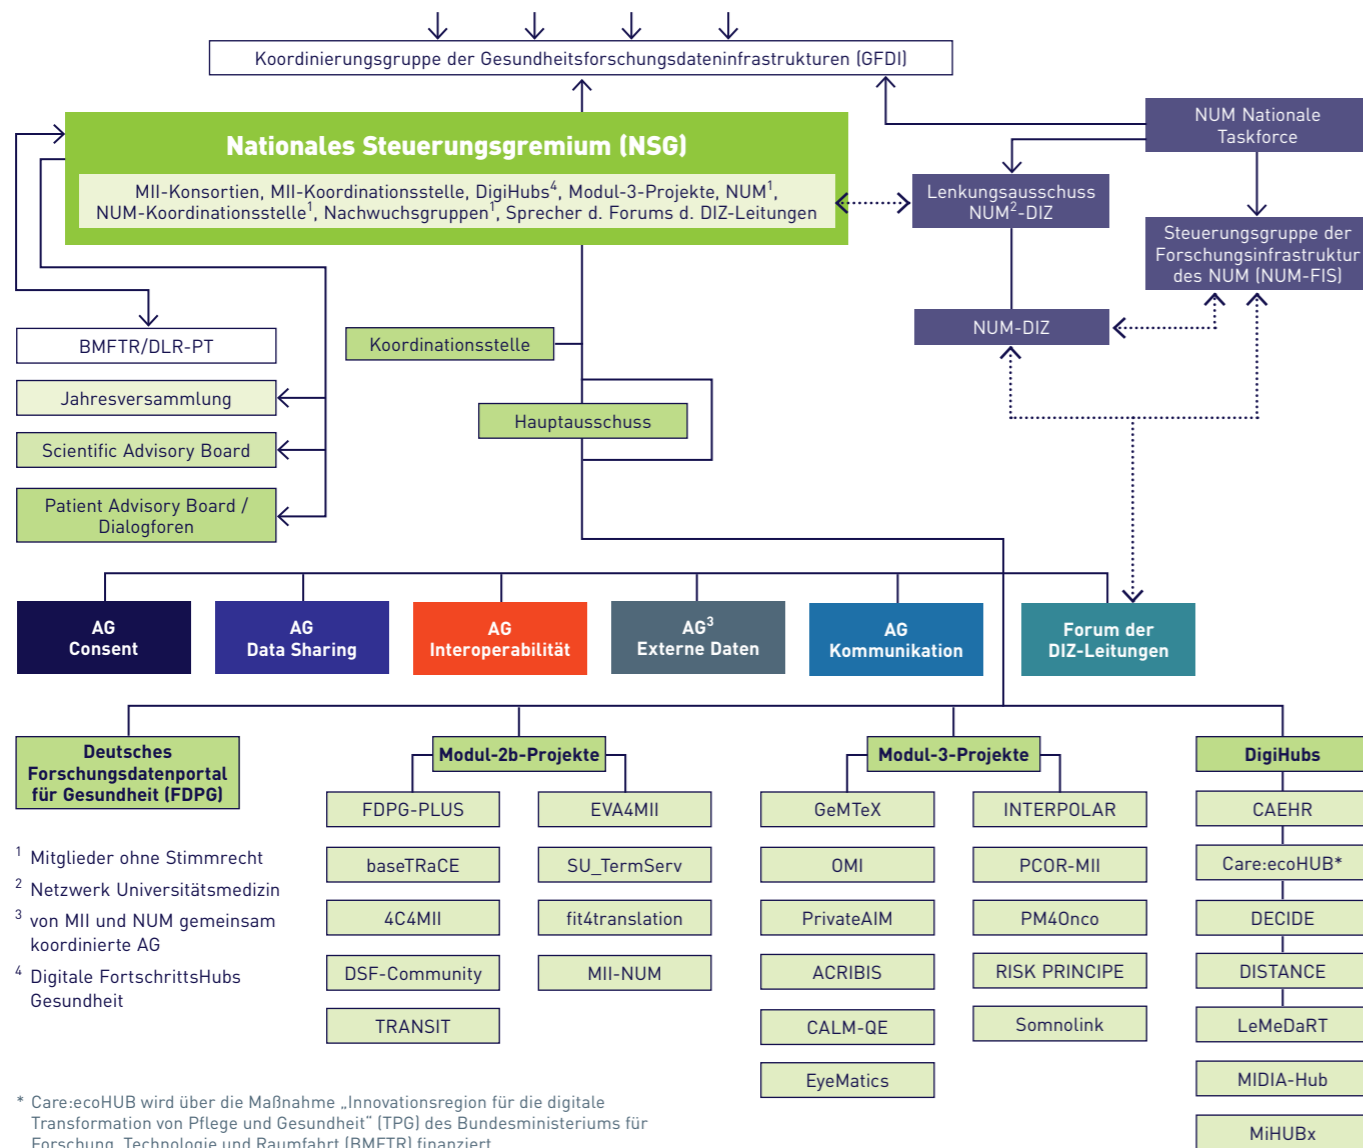 Koordinierungsgruppe der Gesundheitsforschungsdateninfrastrukturen (GFDI)
Nationales Steuerungsgremium (NSG)
MII-Konsortien, MII-Koordinationsstelle, DigiHubs⁴, Modul-3-Projekte, NUM¹,
NUM-Koordinationsstelle¹, Nachwuchsgruppen¹, Sprecher d. Forums d. DIZ-Leitungen
NUM Nationale
Taskforce
Lenkungsausschuss
NUM²-DIZ
Steuerungsgruppe der
Forschungsinfrastruktur
des NUM (NUM-FIS)
NUM-DIZ
BMFTR/DLR-PT
Jahresversammlung
Scientific Advisory Board
Patient Advisory Board /
Dialogforen
Koordinationsstelle
Hauptausschuss
AG
Consent
AG
Data Sharing
AG
Interoperabilität
AG³
Externe Daten
AG
Kommunikation
Forum der
DIZ-Leitungen
Deutsches
Forschungsdatenportal
für Gesundheit (FDPG)
Modul-2b-Projekte
FDPG-PLUS
baseTRaCE
4C4MII
DSF-Community
TRANSIT
EVA4MII
SU_TermServ
fit4translation
MII-NUM
Modul-3-Projekte
GeMTeX
OMI
PrivateAIM
ACRIBIS
CALM-QE
EyeMatics
INTERPOLAR
PCOR-MII
PM4Onco
RISK PRINCIPE
Somnolink
DigiHubs
CAEHR
Care:ecoHUB*
DECIDE
DISTANCE
LeMeDaRT
MIDIA-Hub
MiHUBx
¹ Mitglieder ohne Stimmrecht
² Netzwerk Universitätsmedizin
³ von MII und NUM gemeinsam
koordinierte AG
⁴ Digitale FortschrittsHubs
Gesundheit
* Care:ecoHUB wird über die Maßnahme „Innovationsregion für die digitale
Transformation von Pflege und Gesundheit“ (TPG) des Bundesministeriums für
Forschung, Technologie und Raumfahrt (BMFTR) finanziert